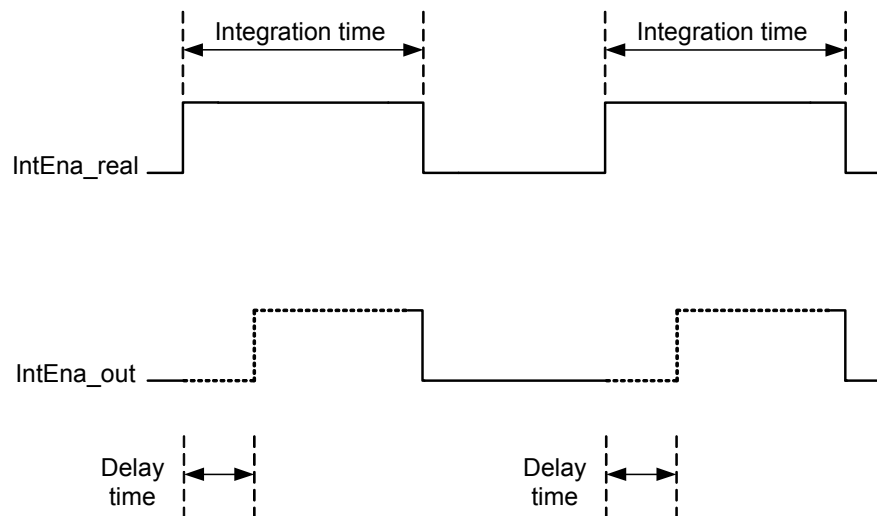 Integration time
Integration time
IntEna_real
IntEna_out
Delay
time
Delay
time